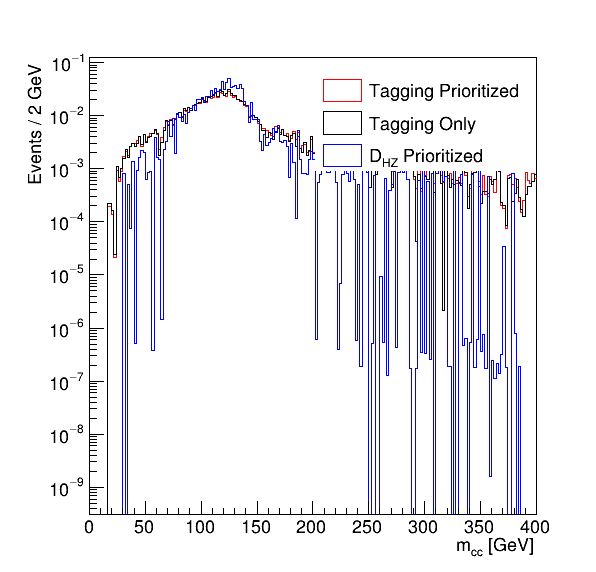 Events / 2 GeV
10⁻¹
10⁻²
10⁻³
10⁻⁴
10⁻⁵
10⁻⁶
10⁻⁷
10⁻⁸
10⁻⁹
Tagging Prioritized
Tagging Only
D_HZ Prioritized
0 50 100 150 200 250 300 350 400
m_cc [GeV]